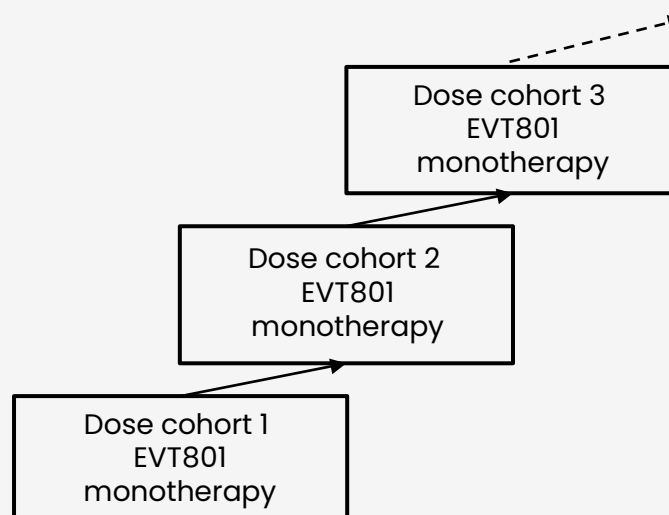 Dose cohort 3
EVT801
monotherapy
Dose cohort 2
EVT801
monotherapy
Dose cohort 1
EVT801
monotherapy